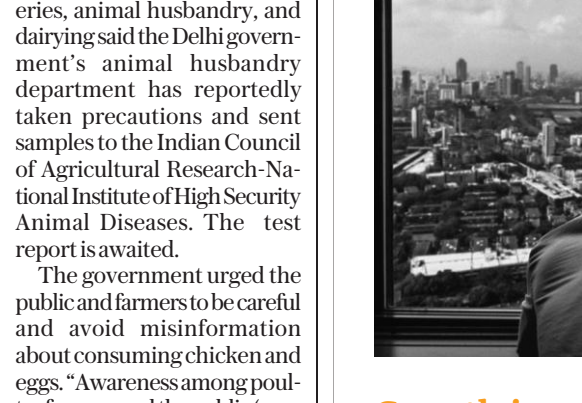 eries, animal husbandry, and
dairying said the Delhi govern-
ment's animal husbandry
department has reportedly
taken precautions and sent
samples to the Indian Council
of Agricultural Research-Na-
tional Institute of High Security
Animal Diseases. The test
report is awaited.
The government urged the
public and farmers to be careful
and avoid misinformation
about consuming chicken and
eggs. “Awareness among poul-